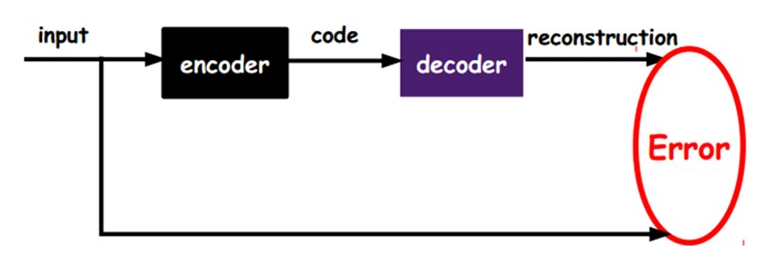 input
encoder
code
decoder
reconstruction
Error